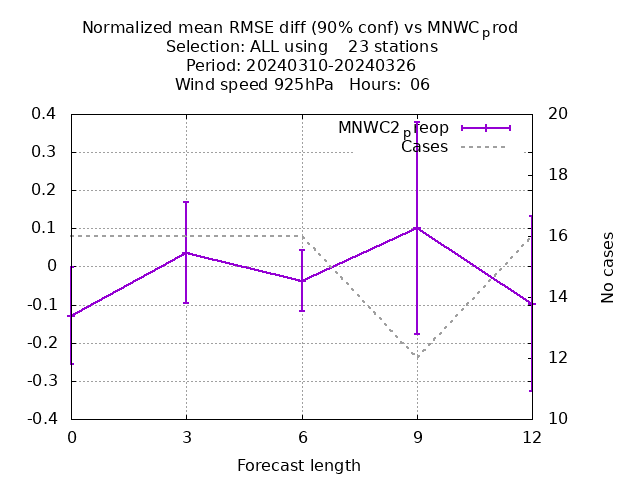 Normalized mean RMSE diff (90% conf) vs MNWCprod
Selection: ALL using 23 stations
Period: 20240310-20240326
Wind speed 925hPa Hours: 06
MNWC2preop
Cases
0.4
0.3
0.2
0.1
0
-0.1
-0.2
-0.3
-0.4
20
18
16
14
12
10
No cases
0 3 6 9 12
Forecast length